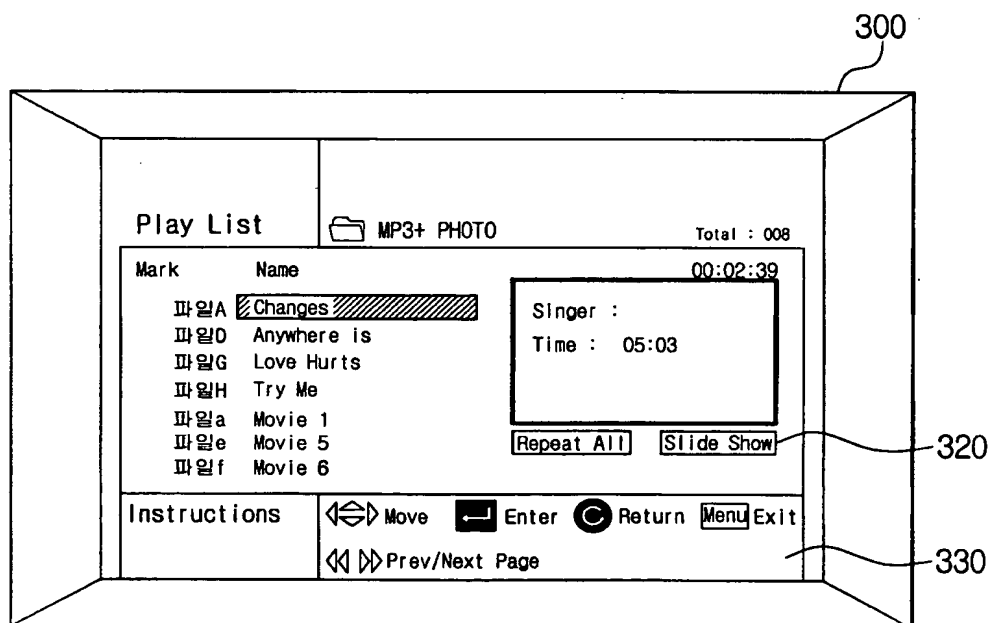 300
Play List
MP3+ PHOTO
Total : 008
Mark Name 00:02:39
파일A Changes
파일D Anywhere is
파일G Love Hurts
파일H Try Me
파일a Movie 1
파일e Movie 5
파일f Movie 6
Singer :
Time : 05:03
Repeat All Slide Show
320
Instructions
Move Enter Return Menu Exit
Prev/Next Page
330